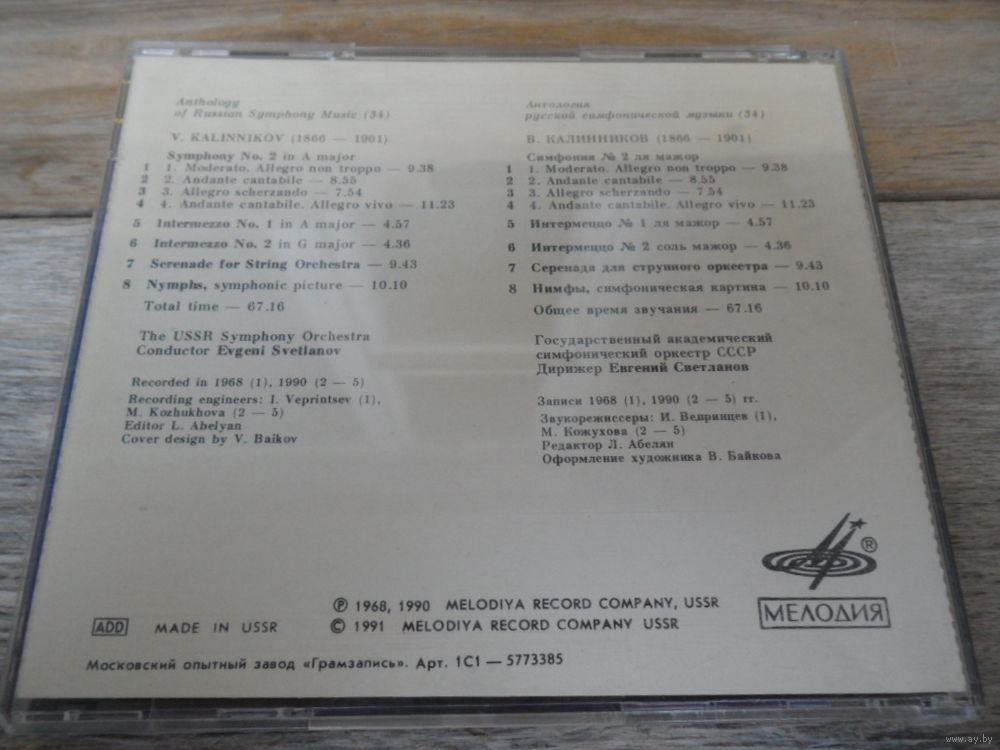 Anthology
of Russian Symphony Music (34)
V. KALINNIKOV (1866 — 1901)
Symphony No. 2 in A major
1 1. Moderato. Allegro non troppo — 9.38
2 2. Andante cantabile — 8.55
3 3. Allegro scherzando — 7.54
4 4. Andante cantabile. Allegro vivo — 11.23
5 Intermezzo No. 1 in A major — 4.57
6 Intermezzo No. 2 in G major — 4.36
7 Serenade for String Orchestra — 9.43
8 Nymphs, symphonic picture — 10.10
Total time — 67.16
The USSR Symphony Orchestra
Conductor Evgeni Svetlanov
Recorded in 1968 (1), 1990 (2 — 5)
Recording engineers: I. Veprintsev (1),
M. Kozhukhova (2 — 5)
Editor L. Abelyan
Cover design by V. Baikov
Антология
русской симфонической музыки (34)
В. КАЛИННИКОВ (1866 — 1901)
Симфония № 2 ля мажор
1 1. Moderato. Allegro non troppo — 9.38
2 2. Andante cantabile — 8.55
3 3. Allegro scherzando — 7.54
4 4. Andante cantabile. Allegro vivo — 11.23
5 Интермеццо № 1 ля мажор — 4.57
6 Интермеццо № 2 соль мажор — 4.36
7 Серенада для струнного оркестра — 9.43
8 Нимфы, симфоническая картина — 10.10
Общее время звучания — 67.16
Государственный академический
симфонический оркестр СССР
Дирижер Евгений Светланов
Записи 1968 (1), 1990 (2 — 5) гг.
Звукорежиссеры: И. Вепринцев (1),
М. Кожухова (2 — 5)
Редактор Л. Абелян
Оформление художника В. Байкова
®
МЕЛОДИЯ
℗ 1968, 1990 MELODIYA RECORD COMPANY, USSR
ADD MADE IN USSR © 1991 MELODIYA RECORD COMPANY USSR
Московский опытный завод «Грамзапись». Арт. 1С1 — 5773385
www.ay.by